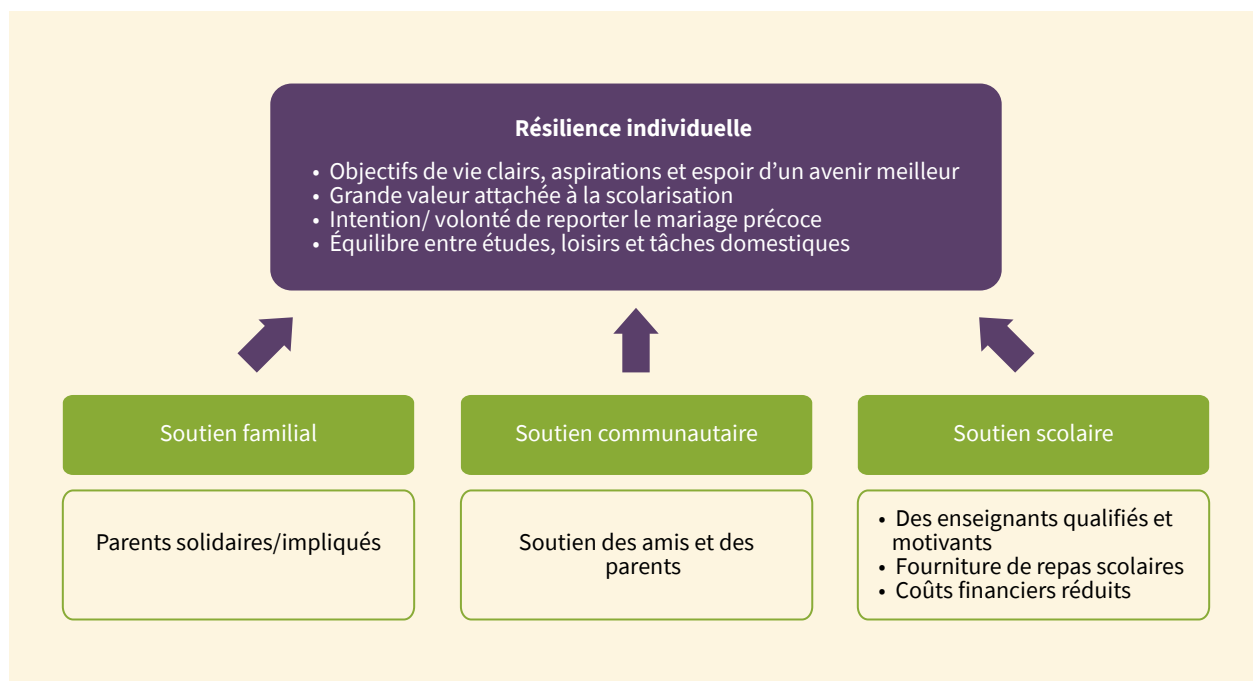 Résilience individuelle
• Objectifs de vie clairs, aspirations et espoir d’un avenir meilleur
• Grande valeur attachée à la scolarisation
• Intention/ volonté de reporter le mariage précoce
• Équilibre entre études, loisirs et tâches domestiques
Soutien familial
Parents solidaires/impliqués
Soutien communautaire
Soutien des amis et des
parents
Soutien scolaire
• Des enseignants qualifiés et
motivants
• Fourniture de repas scolaires
• Coûts financiers réduits